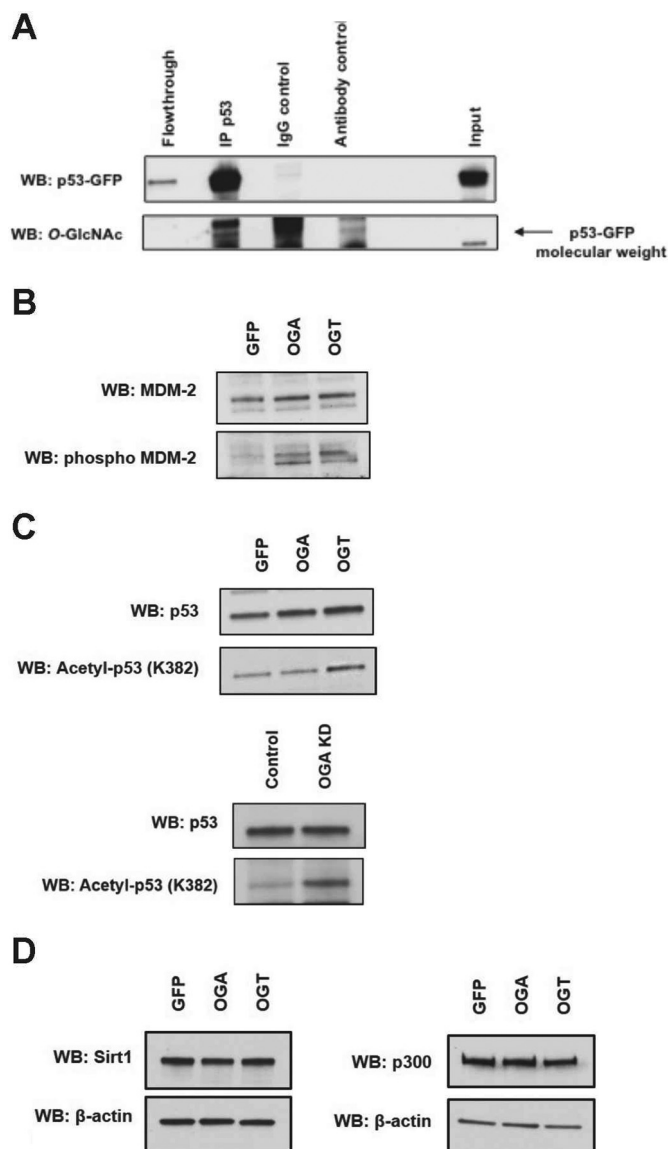 A
Flowthrough
IP p53
IgG control
Antibody control
Input
WB: p53-GFP
WB: O-GlcNAc
p53-GFP
molecular weight
B
GFP
OGA
OGT
WB: MDM-2
WB: phospho MDM-2
C
GFP
OGA
OGT
WB: p53
WB: Acetyl-p53 (K382)
Control
OGA KD
WB: p53
WB: Acetyl-p53 (K382)
D
GFP
OGA
OGT
WB: Sirt1
WB: β-actin
GFP
OGA
OGT
WB: p300
WB: β-actin